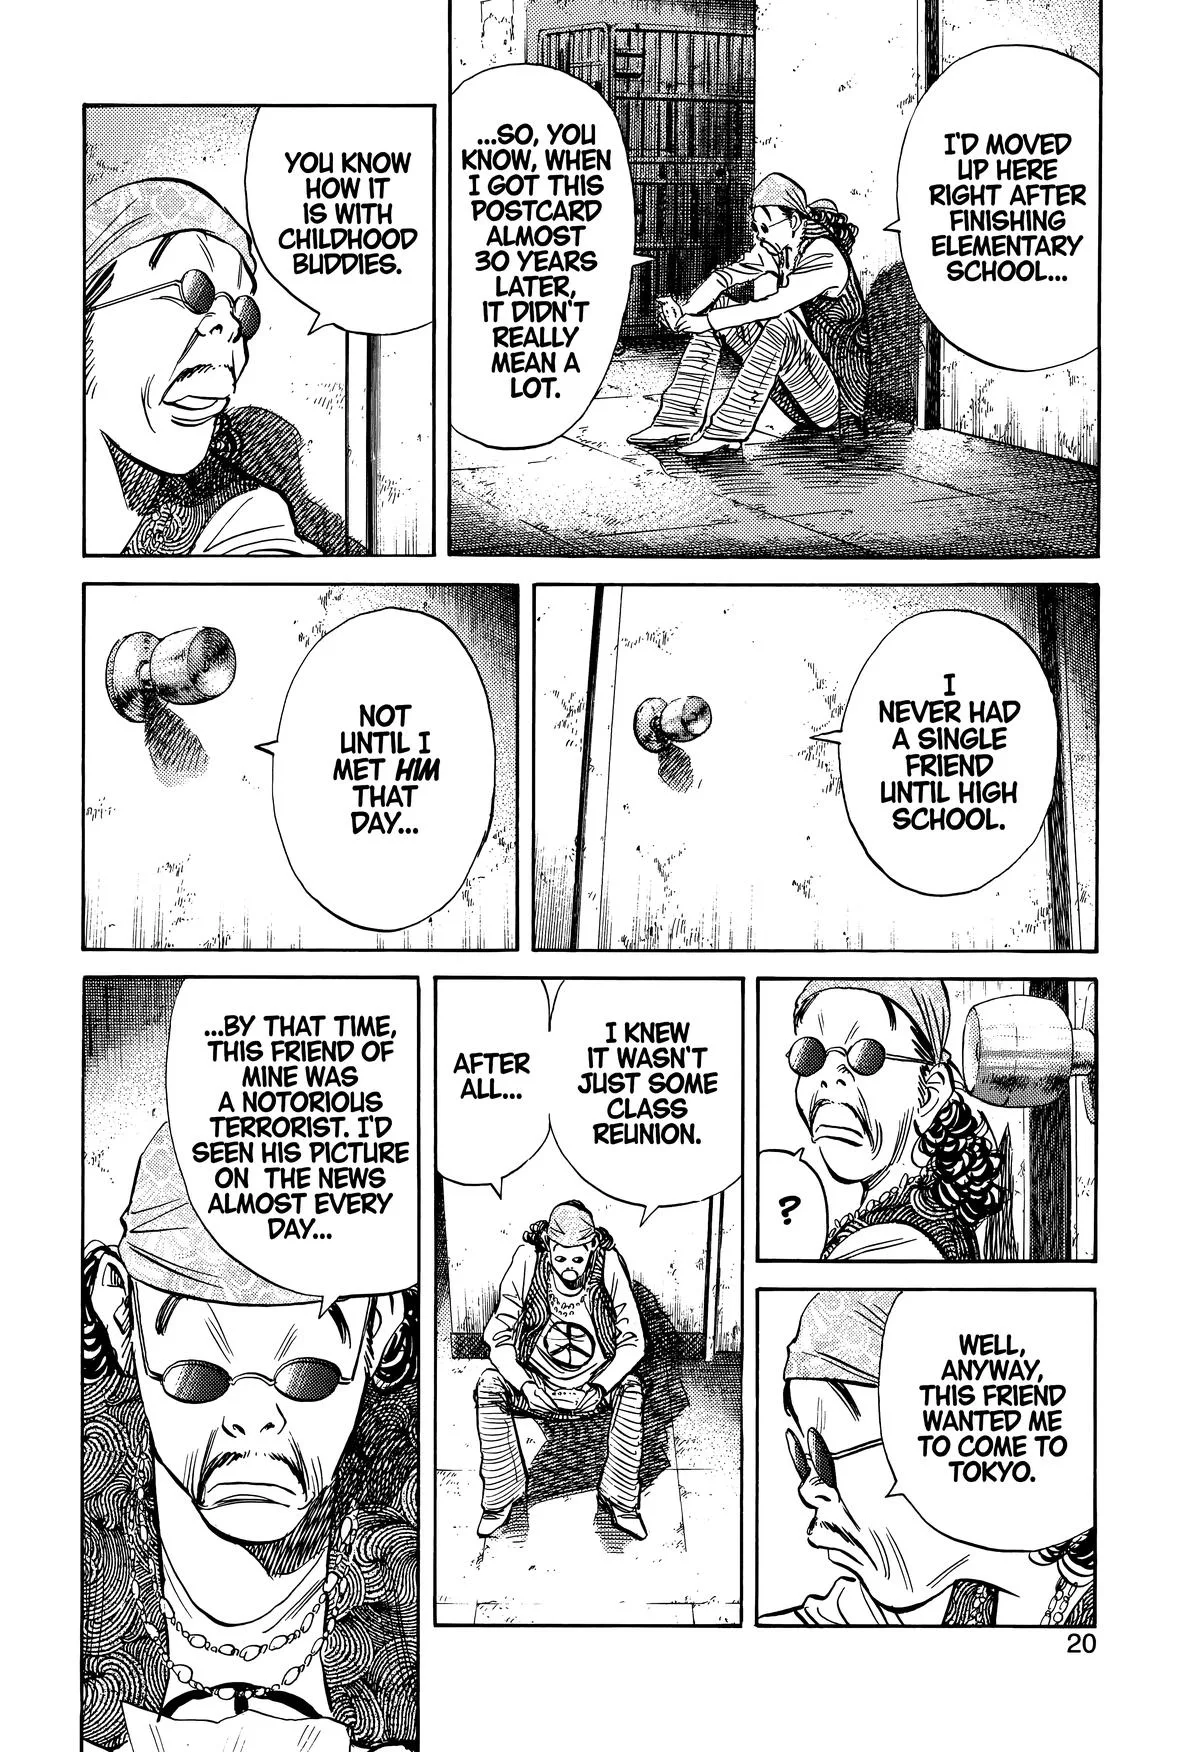 I'D MOVED
UP HERE
RIGHT AFTER
FINISHING
ELEMENTARY
SCHOOL...
...SO, YOU
KNOW, WHEN
I GOT THIS
POSTCARD
ALMOST
30 YEARS
LATER,
IT DIDN'T
REALLY
MEAN A
LOT.
YOU KNOW
HOW IT
IS WITH
CHILDHOOD
BUDDIES.
I
NEVER HAD
A SINGLE
FRIEND
UNTIL HIGH
SCHOOL.
NOT
UNTIL I
MET HIM
THAT
DAY...
?
WELL,
ANYWAY,
THIS FRIEND
WANTED ME
TO COME TO
TOKYO.
I KNEW
IT WASN'T
JUST SOME
CLASS
REUNION.
AFTER
ALL...
...BY THAT TIME,
THIS FRIEND OF
MINE WAS
A NOTORIOUS
TERRORIST. I'D
SEEN HIS PICTURE
ON THE NEWS
ALMOST EVERY
DAY...
20